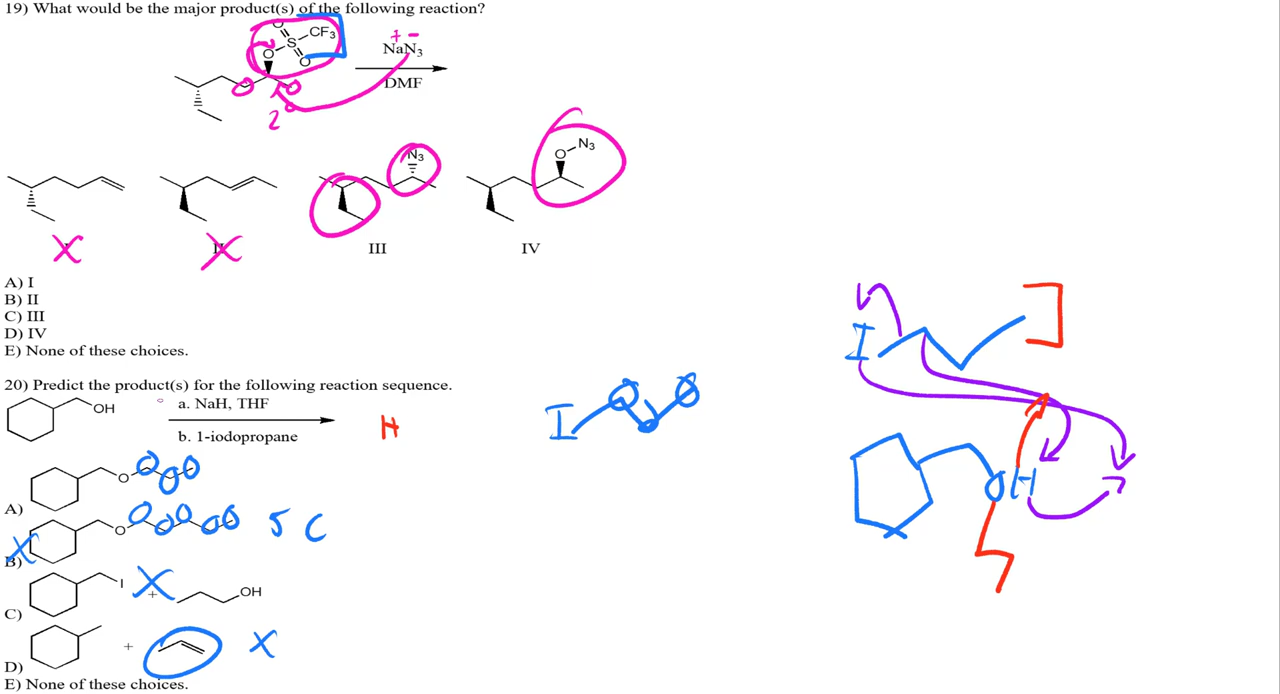 19) What would be the major product(s) of the following reaction?
O
S
CF3
O
O
+ -
NaN3
DMF
2°
N3
O
N3
III
IV
A) I
B) II
C) III
D) IV
E) None of these choices.
20) Predict the product(s) for the following reaction sequence.
OH
a. NaH, THF
b. 1-iodopropane
H
I
I
O
A)
O
5 C
B)
I
+
OH
C)
+
D)
E) None of these choices.
OH